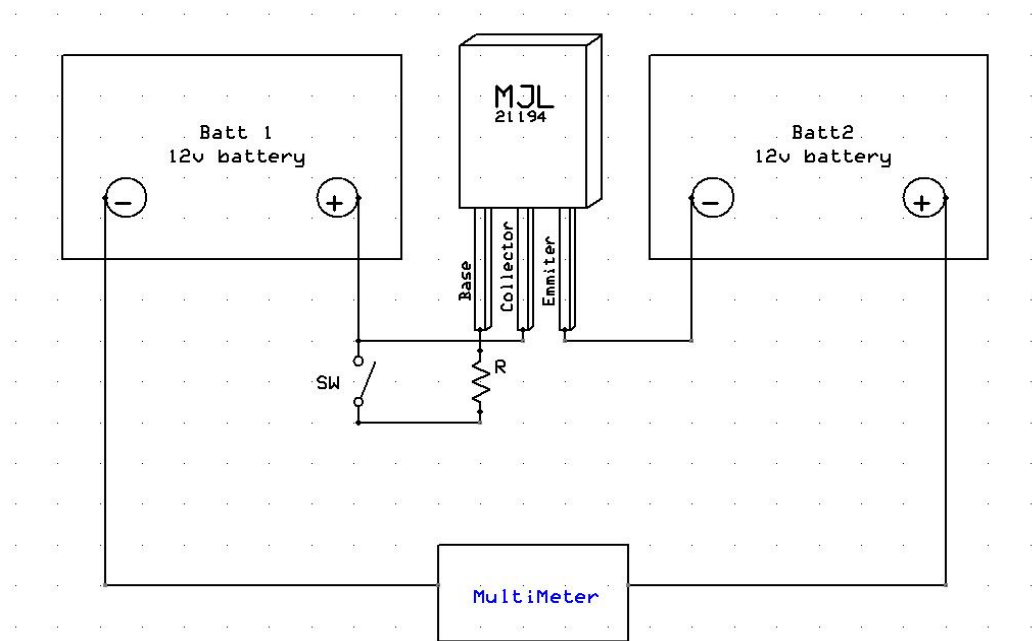 MJL
21194
Batt 1
12v battery
Batt2
12v battery
−
+
−
+
Base
Collector
Emmiter
SW
R
MultiMeter